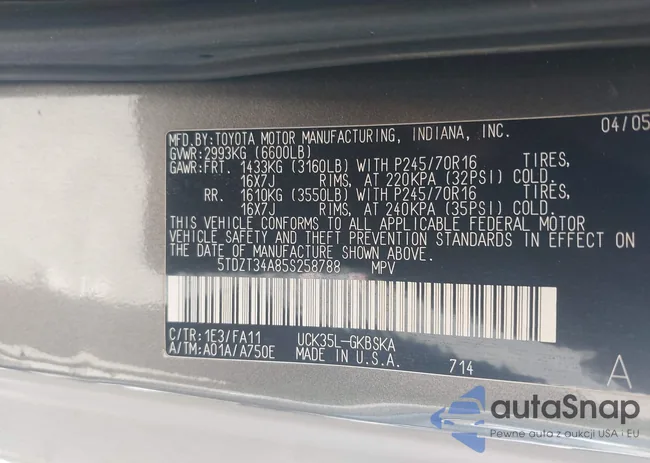 MFD.BY:TOYOTA MOTOR MANUFACTURING, INDIANA, INC. 04/05
GVWR:2993KG (6600LB)
GAWR:FRT. 1433KG (3160LB) WITH P245/70R16 TIRES,
16X7J RIMS, AT 220KPA (32PSI) COLD.
RR. 1610KG (3550LB) WITH P245/70R16 TIRES,
16X7J RIMS, AT 240KPA (35PSI) COLD.
THIS VEHICLE CONFORMS TO ALL APPLICABLE FEDERAL MOTOR
VEHICLE SAFETY AND THEFT PREVENTION STANDARDS IN EFFECT ON
THE DATE OF MANUFACTURE SHOWN ABOVE.
5TDZT34A85S258788 MPV
C/TR:1E3/FA11 UCK35L-GKBSKA
A/TM:A01A/A750E MADE IN U.S.A. 714 A
autaSnap
Pewne auto z aukcji USA i EU